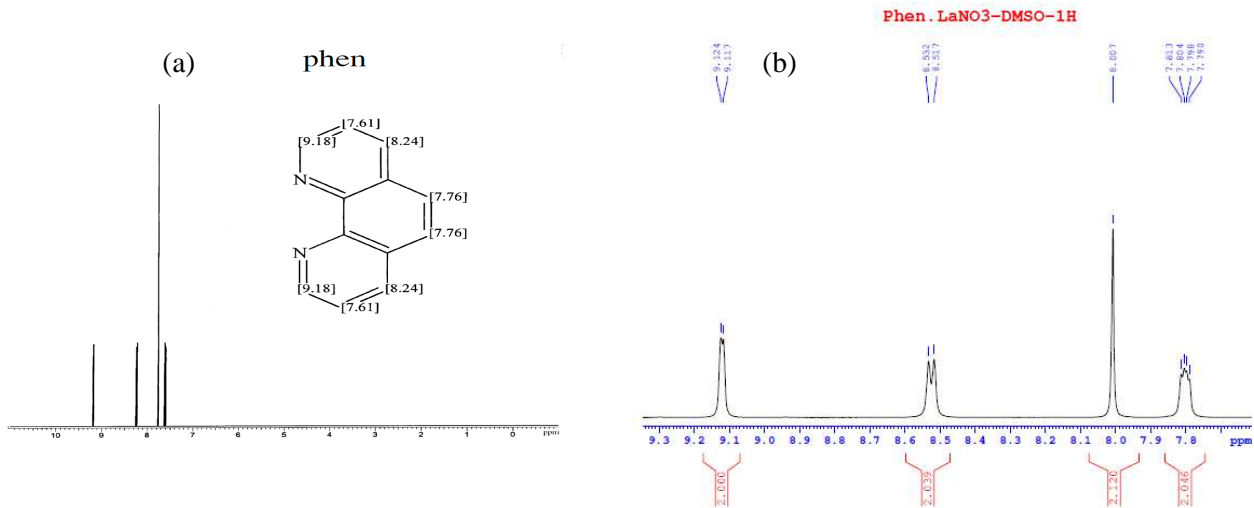 (a)
phen
[7.61]
[9.18]
[8.24]
N
[7.76]
[7.76]
N
[9.18]
[8.24]
[7.61]
10 9 8 7 6 5 4 3 2 1 0 ppm
Phen.LaNO3-DMSO-1H
(b)
9.124
9.117
8.532
8.517
8.007
7.813
7.804
7.798
7.790
9.3 9.2 9.1 9.0 8.9 8.8 8.7 8.6 8.5 8.4 8.3 8.2 8.1 8.0 7.9 7.8 ppm
2.000
2.039
2.120
2.046